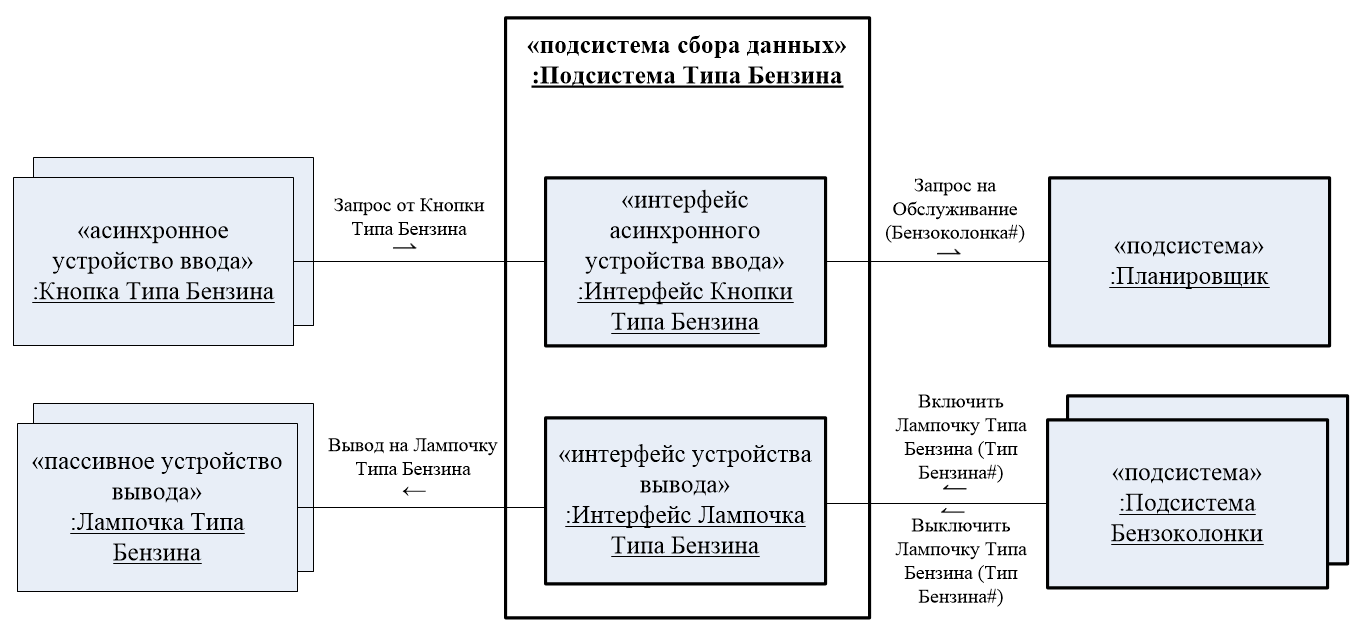 «подсистема сбора данных»
:Подсистема Типа Бензина
«асинхронное
устройство ввода»
:Кнопка Типа Бензина
Запрос от Кнопки
Типа Бензина
«интерфейс
асинхронного
устройства ввода»
:Интерфейс Кнопки
Типа Бензина
Запрос на
Обслуживание
(Бензоколонка#)
«подсистема»
:Планировщик
«пассивное устройство
вывода»
:Лампочка Типа
Бензина
Вывод на Лампочку
Типа Бензина
«интерфейс устройства
вывода»
:Интерфейс Лампочка
Типа Бензина
Включить
Лампочку Типа
Бензина (Тип
Бензина#)
Выключить
Лампочку Типа
Бензина (Тип
Бензина#)
«подсистема»
:Подсистема
Бензоколонки